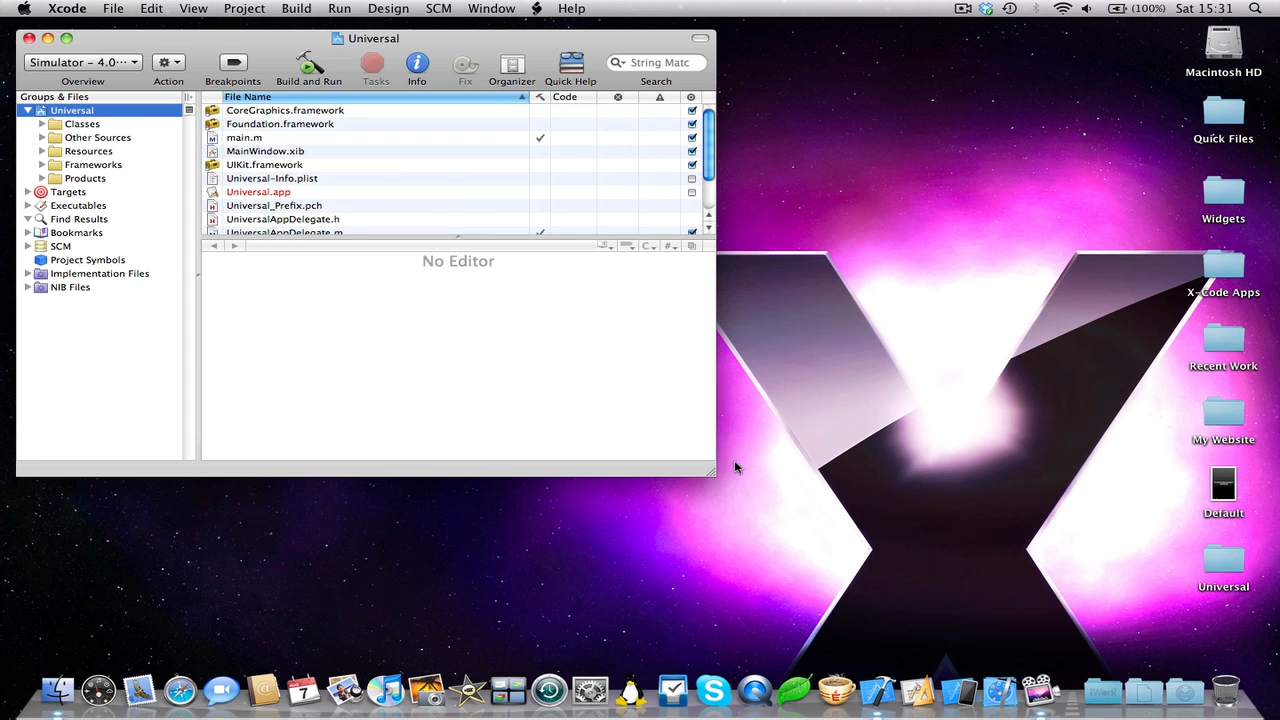 Xcode File Edit View Project Build Run Design SCM Window Help (100%) Sat 15:31
Universal
Simulator - 4.0··· String Matc
Overview Action Breakpoints Build and Run Tasks Info Fix Organizer Quick Help Search
Groups & Files File Name Code
Universal
Classes
Other Sources
Resources
Frameworks
Products
Targets
Executables
Find Results
Bookmarks
SCM
Project Symbols
Implementation Files
NIB Files
CoreGraphics.framework
Foundation.framework
main.m
MainWindow.xib
UIKit.framework
Universal-Info.plist
Universal.app
Universal_Prefix.pch
UniversalAppDelegate.h
UniversalAppDelegate.m
C #
No Editor
Macintosh HD
Quick Files
Widgets
X-Code Apps
Recent Work
My Website
Default
Universal
7
iWork